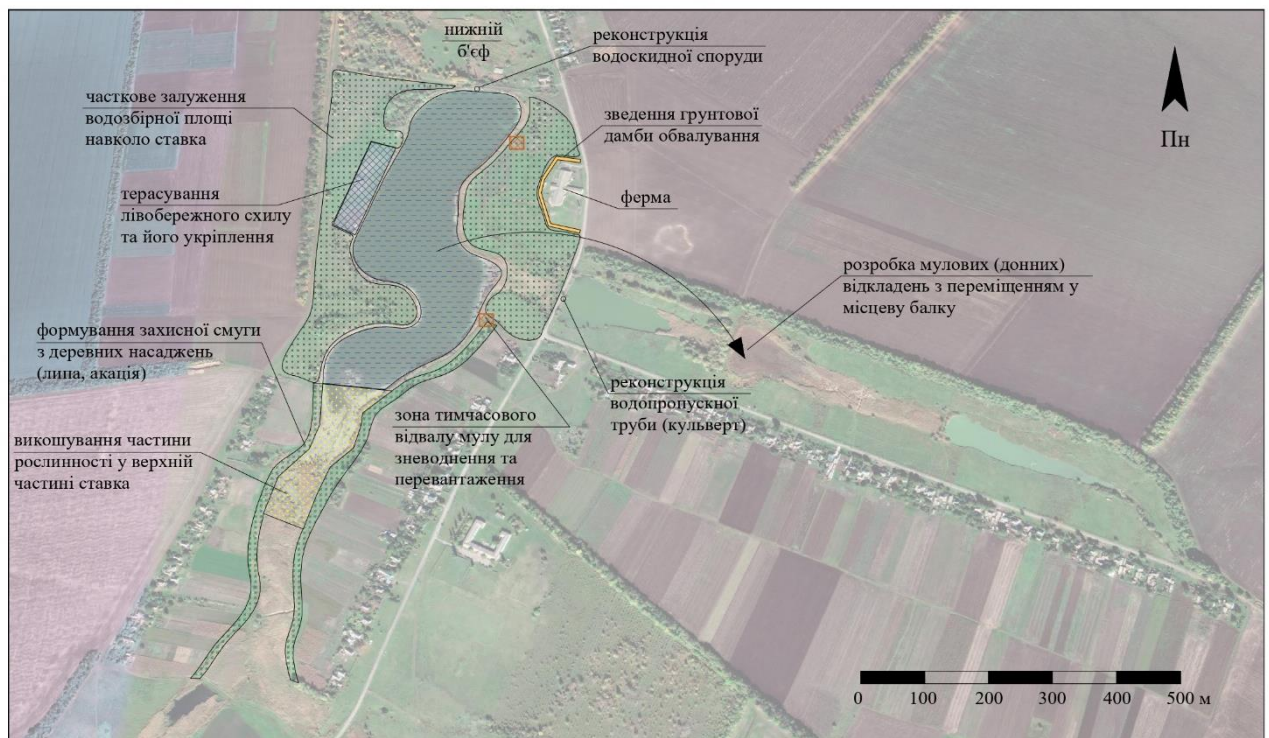 нижній
б'єф
реконструкція
водоскидної споруди
часткове залуження
водозбірної площі
навколо ставка
зведення грунтової
дамби обвалування
Пн
терасування
лівобережного схилу
та його укріплення
ферма
розробка мулових (донних)
відкладень з переміщенням у
місцеву балку
формування захисної смуги
з деревних насаджень
(липа, акація)
реконструкція
водопропускної
труби (кульверт)
зона тимчасового
відвалу мулу для
зневоднення та
перевантаження
викошування частини
рослинності у верхній
частині ставка
0 100 200 300 400 500 м